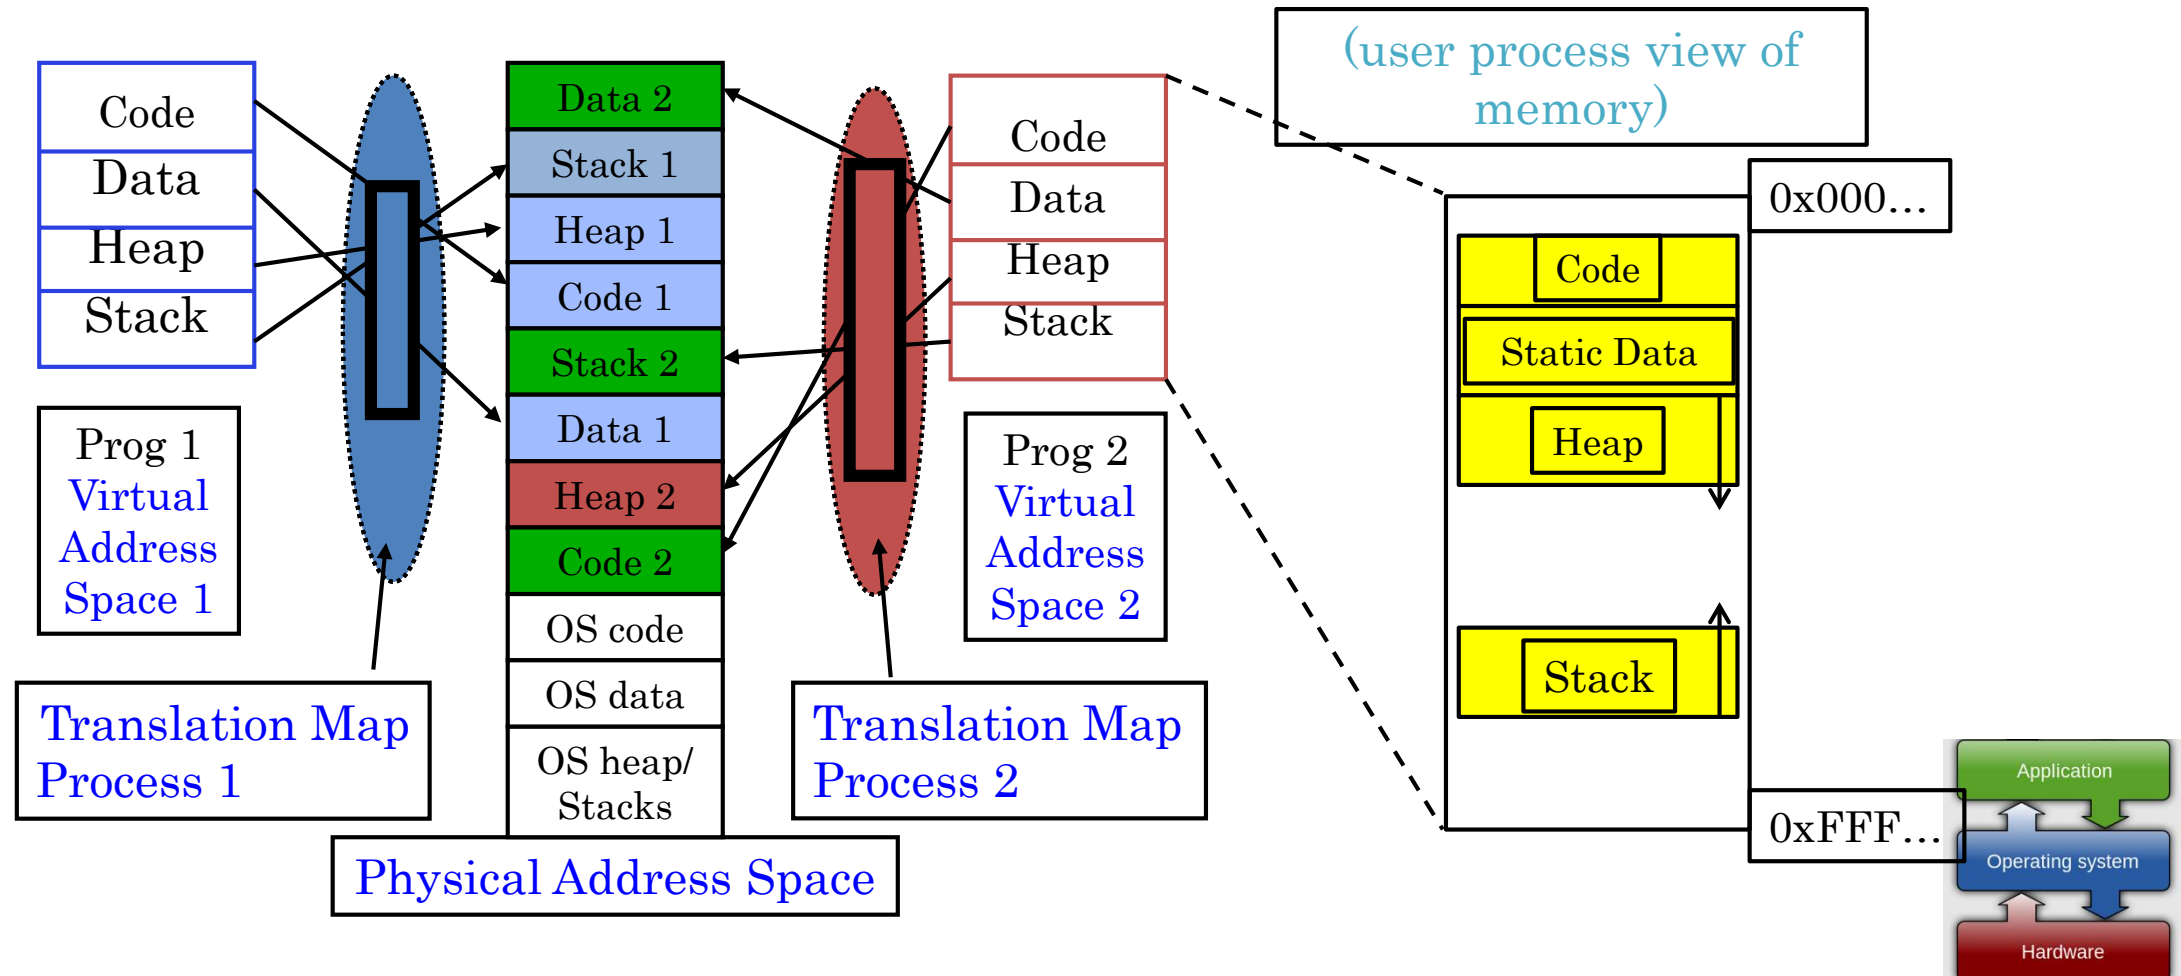 Code
Data
Heap
Stack
Prog 1
Virtual
Address
Space 1
Translation Map
Process 1
Data 2
Stack 1
Heap 1
Code 1
Stack 2
Data 1
Heap 2
Code 2
OS code
OS data
OS heap/
Stacks
Physical Address Space
Code
Data
Heap
Stack
Prog 2
Virtual
Address
Space 2
Translation Map
Process 2
(user process view of
memory)
0x000...
Code
Static Data
Heap
Stack
0xFFF...
Application
Operating system
Hardware